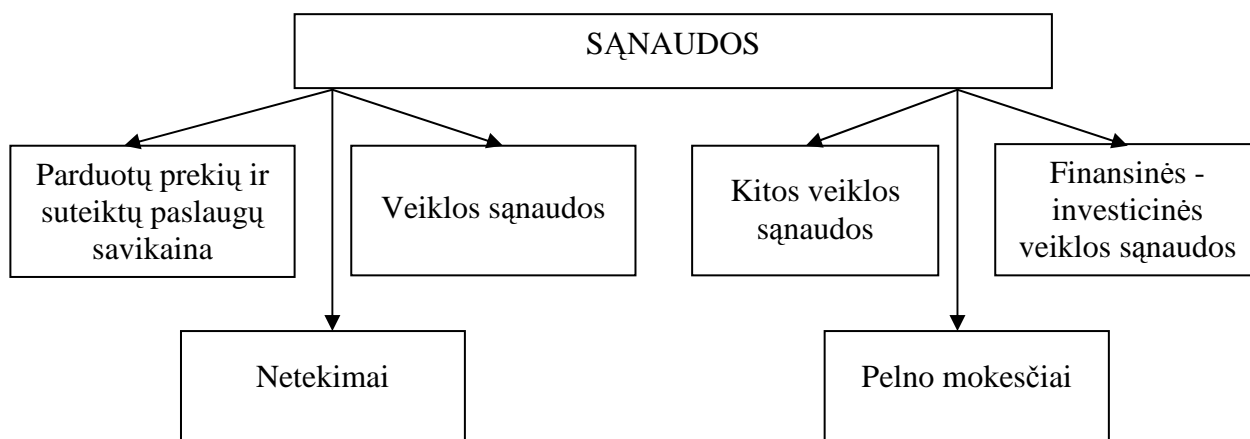 SĄNAUDOS
Parduotų prekių ir
suteiktų paslaugų
savikaina
Veiklos sąnaudos
Kitos veiklos
sąnaudos
Finansinės -
investicinės
veiklos sąnaudos
Netekimai
Pelno mokesčiai